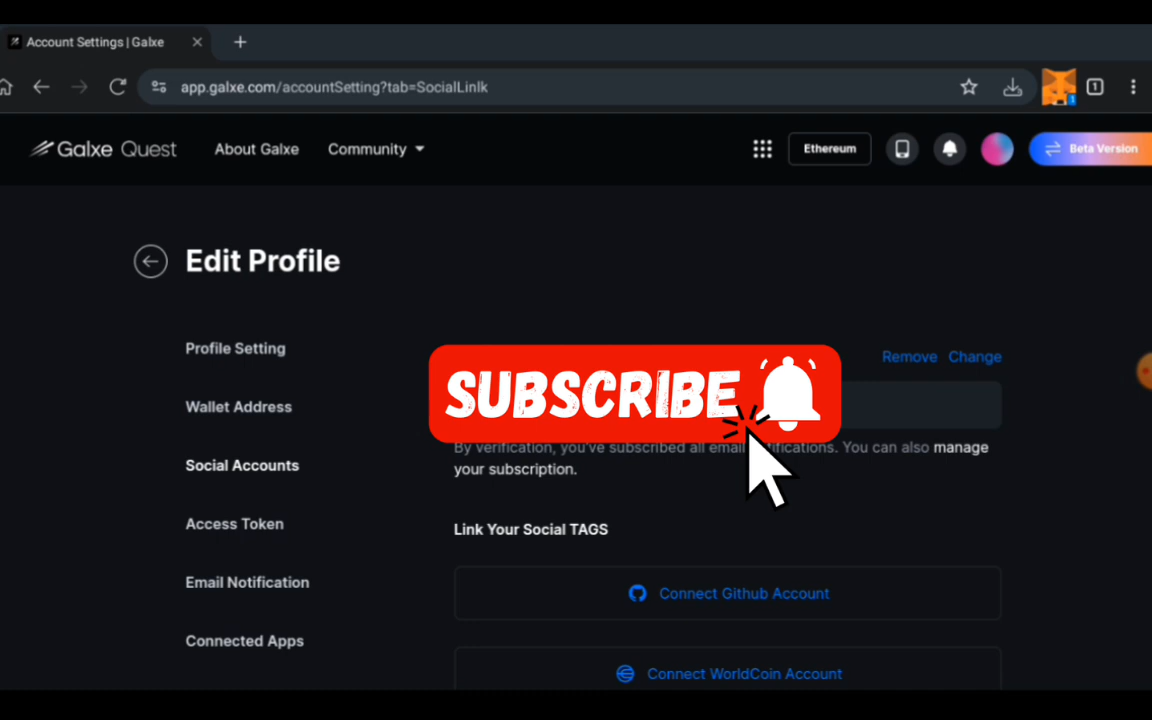 Account Settings | Galxe
app.galxe.com/accountSetting?tab=SocialLinlk
1
1
Galxe Quest
About Galxe
Community
Ethereum
Beta Version
Edit Profile
Profile Setting
Remove Change
SUBSCRIBE
Wallet Address
By verification, you've subscribed all email notifications. You can also manage
your subscription.
Social Accounts
Access Token
Link Your Social TAGS
Email Notification
Connect Github Account
Connected Apps
Connect WorldCoin Account